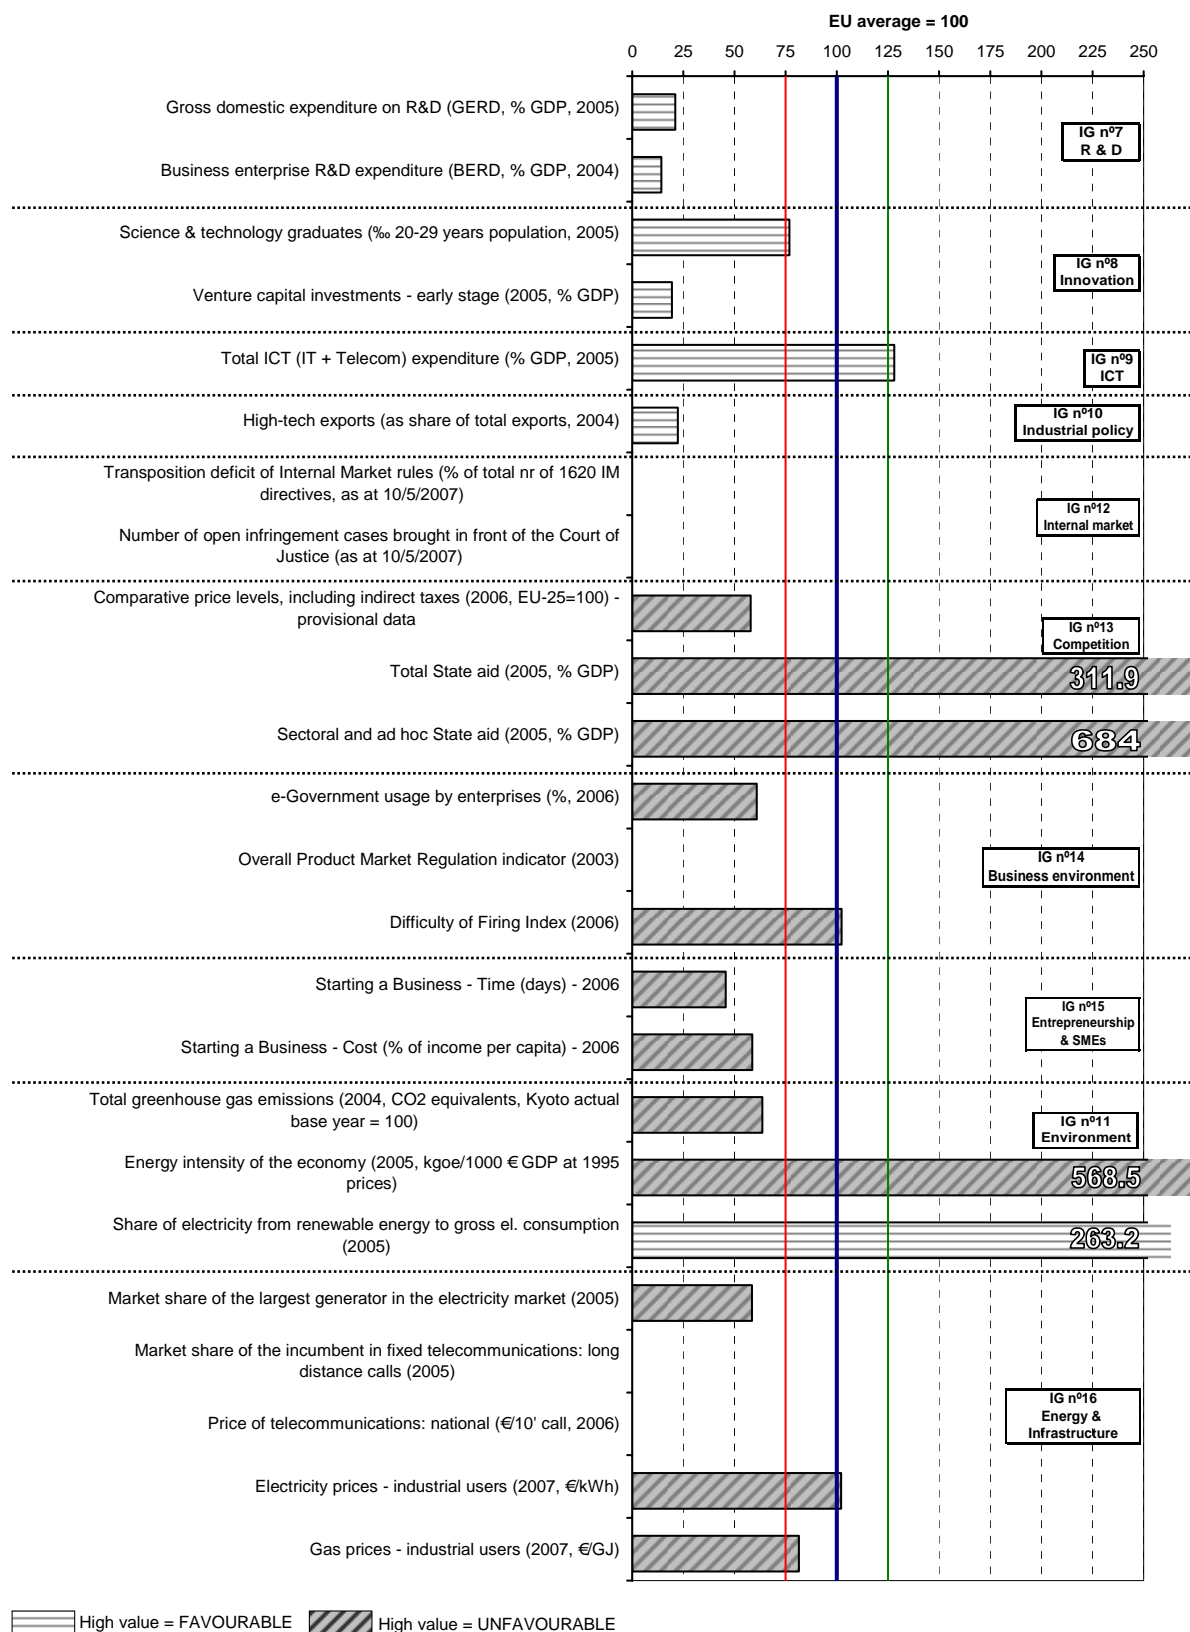 EU average = 100
0 25 50 75 100 125 150 175 200 225 250
Gross domestic expenditure on R&D (GERD, % GDP, 2005)
IG nº7
R & D
Business enterprise R&D expenditure (BERD, % GDP, 2004)
Science & technology graduates (‰ 20-29 years population, 2005)
IG nº8
Innovation
Venture capital investments - early stage (2005, % GDP)
Total ICT (IT + Telecom) expenditure (% GDP, 2005)
IG nº9
ICT
High-tech exports (as share of total exports, 2004)
IG nº10
Industrial policy
Transposition deficit of Internal Market rules (% of total nr of 1620 IM
directives, as at 10/5/2007)
IG nº12
Internal market
Number of open infringement cases brought in front of the Court of
Justice (as at 10/5/2007)
Comparative price levels, including indirect taxes (2006, EU-25=100) -
provisional data
IG nº13
Competition
Total State aid (2005, % GDP)
311.9
Sectoral and ad hoc State aid (2005, % GDP)
684
e-Government usage by enterprises (%, 2006)
Overall Product Market Regulation indicator (2003)
IG nº14
Business environment
Difficulty of Firing Index (2006)
Starting a Business - Time (days) - 2006
IG nº15
Entrepreneurship
& SMEs
Starting a Business - Cost (% of income per capita) - 2006
Total greenhouse gas emissions (2004, CO2 equivalents, Kyoto actual
base year = 100)
IG nº11
Environment
Energy intensity of the economy (2005, kgoe/1000 € GDP at 1995
prices)
568.5
Share of electricity from renewable energy to gross el. consumption
(2005)
263.2
Market share of the largest generator in the electricity market (2005)
Market share of the incumbent in fixed telecommunications: long
distance calls (2005)
IG nº16
Energy &
Infrastructure
Price of telecommunications: national (€/10' call, 2006)
Electricity prices - industrial users (2007, €/kWh)
Gas prices - industrial users (2007, €/GJ)
High value = FAVOURABLE
High value = UNFAVOURABLE